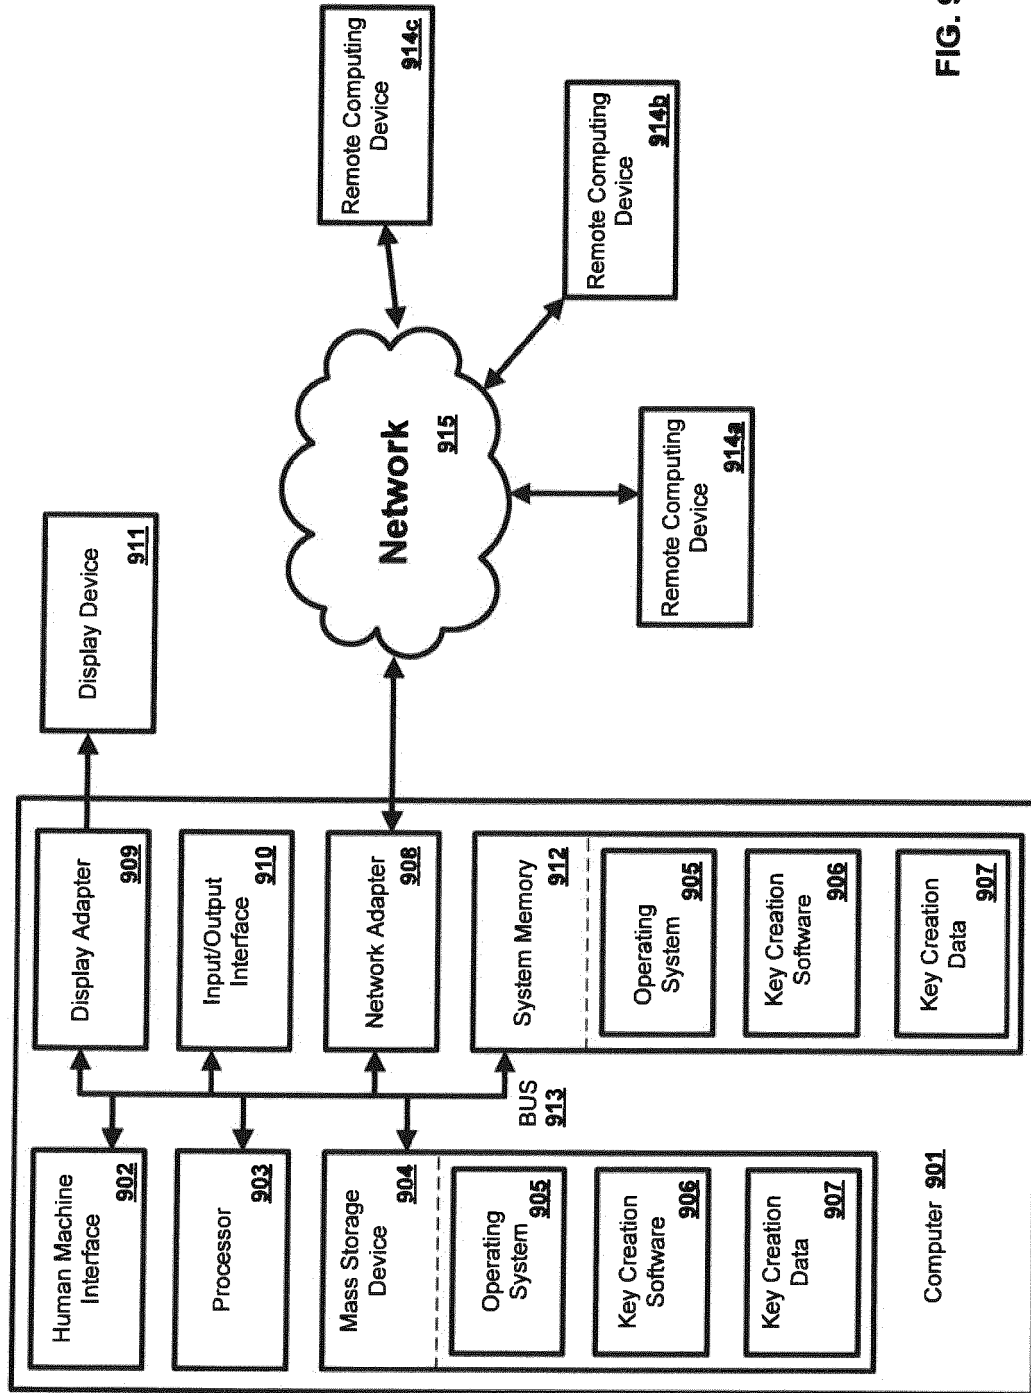 Human Machine
Interface
902
Processor
903
Mass Storage
Device
904
Operating
System
905
Key Creation
Software
906
Key Creation
Data
907
Computer 901
BUS
913
Display Adapter
909
Input/Output
Interface
910
Network Adapter
908
System Memory
912
Operating
System
905
Key Creation
Software
906
Key Creation
Data
907
Display Device
911
Network
915
Remote Computing
Device
914a
Remote Computing
Device
914b
Remote Computing
Device
914c
FIG. 9